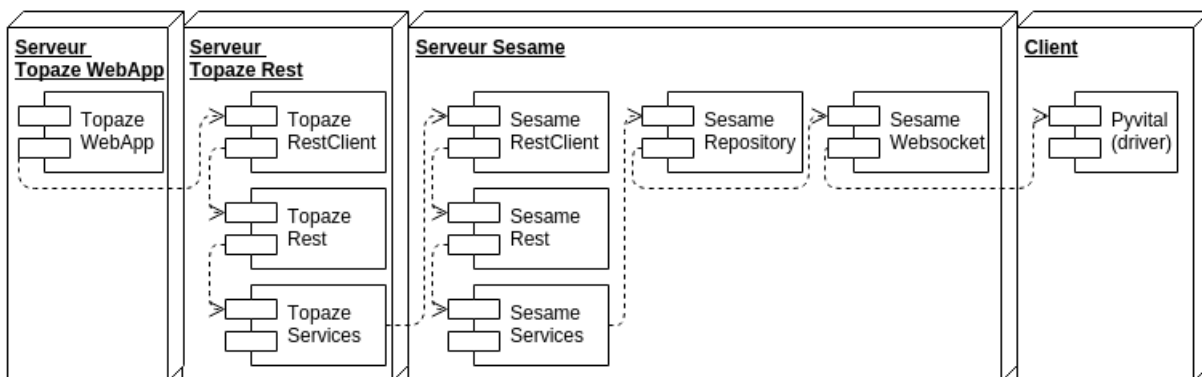 Serveur
Topaze WebApp
Serveur
Topaze Rest
Serveur Sesame
Client
Topaze
WebApp
Topaze
RestClient
Sesame
RestClient
Sesame
Repository
Sesame
Websocket
Pyvital
(driver)
Topaze
Rest
Sesame
Rest
Topaze
Services
Sesame
Services